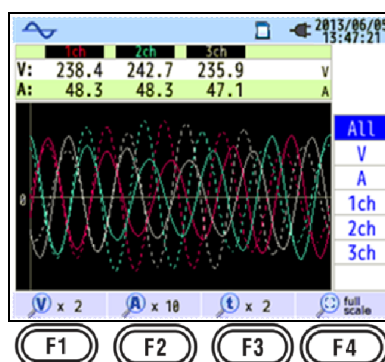 2013/06/05
13:47:21
1ch 2ch 3ch
V: 238.4 242.7 235.9 V
A: 48.3 48.3 47.1 A
All
V
A
1ch
2ch
3ch
0
V x 2 A x 10 t x 2 full scale
F1 F2 F3 F4